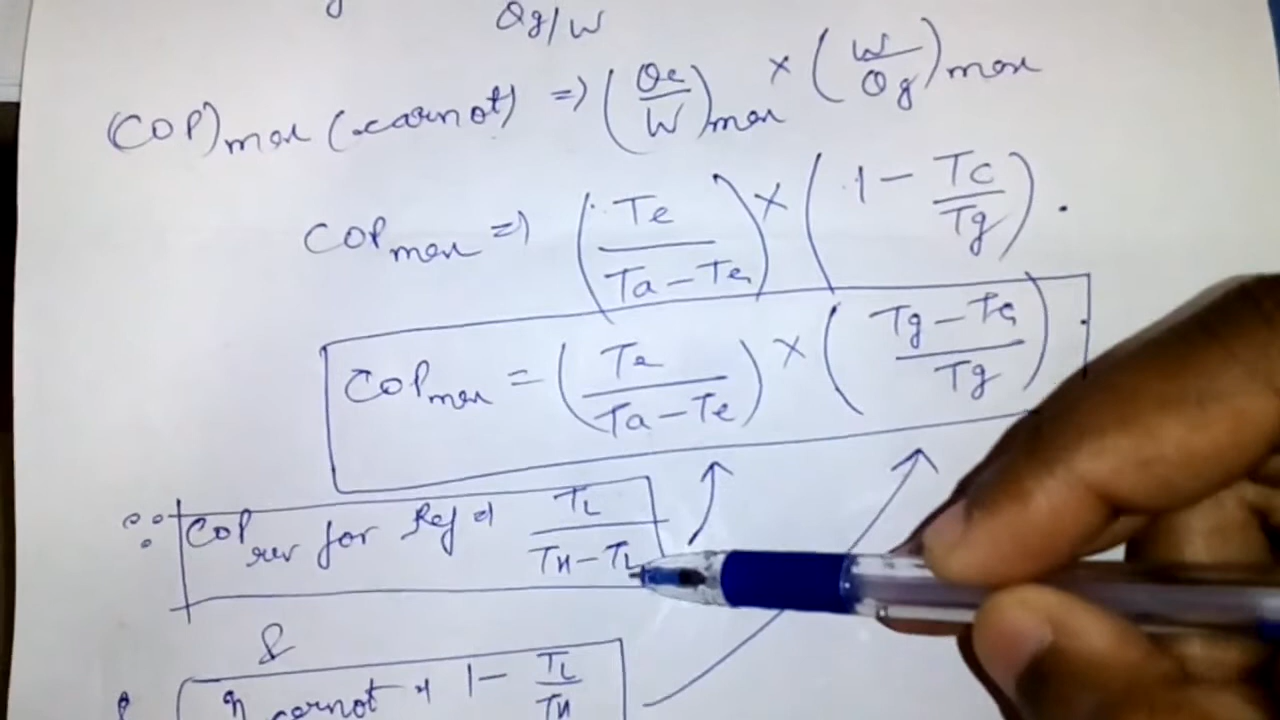 Qg/W
(COP)max (carnot) => (Qe/W)max × (W/Qg)max
COPmax => (Te/Ta-Te) × (1 - Tc/Tg).
COPmax = (Te/Ta-Te) × (Tg-Ta/Tg).
∵ COPrev for Ref => TL/TH-TL
&
η carnot => 1 - TL/TH